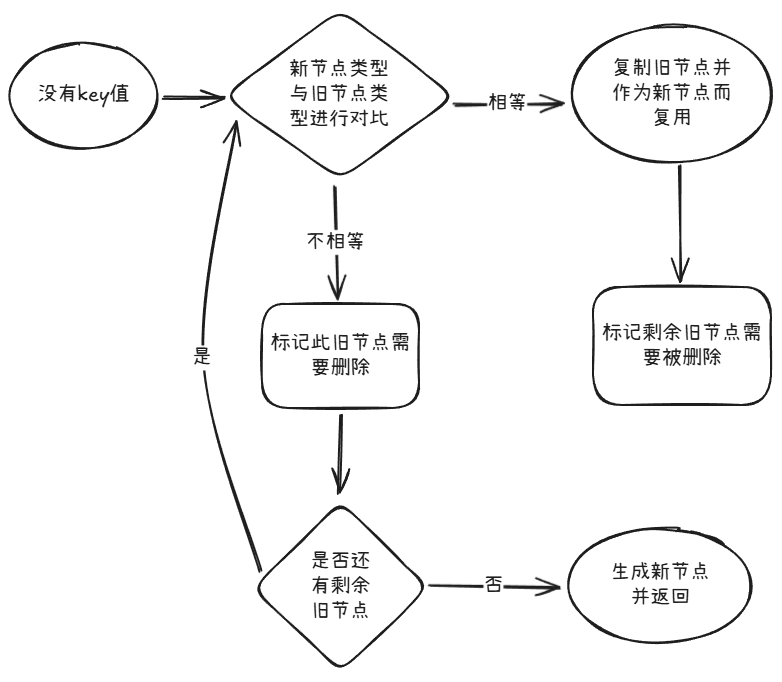 没有key值
新节点类型
与旧节点类
型进行对比
相等
复制旧节点并
作为新节点而
复用
不相等
标记此旧节点需
要删除
标记剩余旧节点需
要被删除
是
是否还
有剩余
旧节点
否
生成新节点
并返回